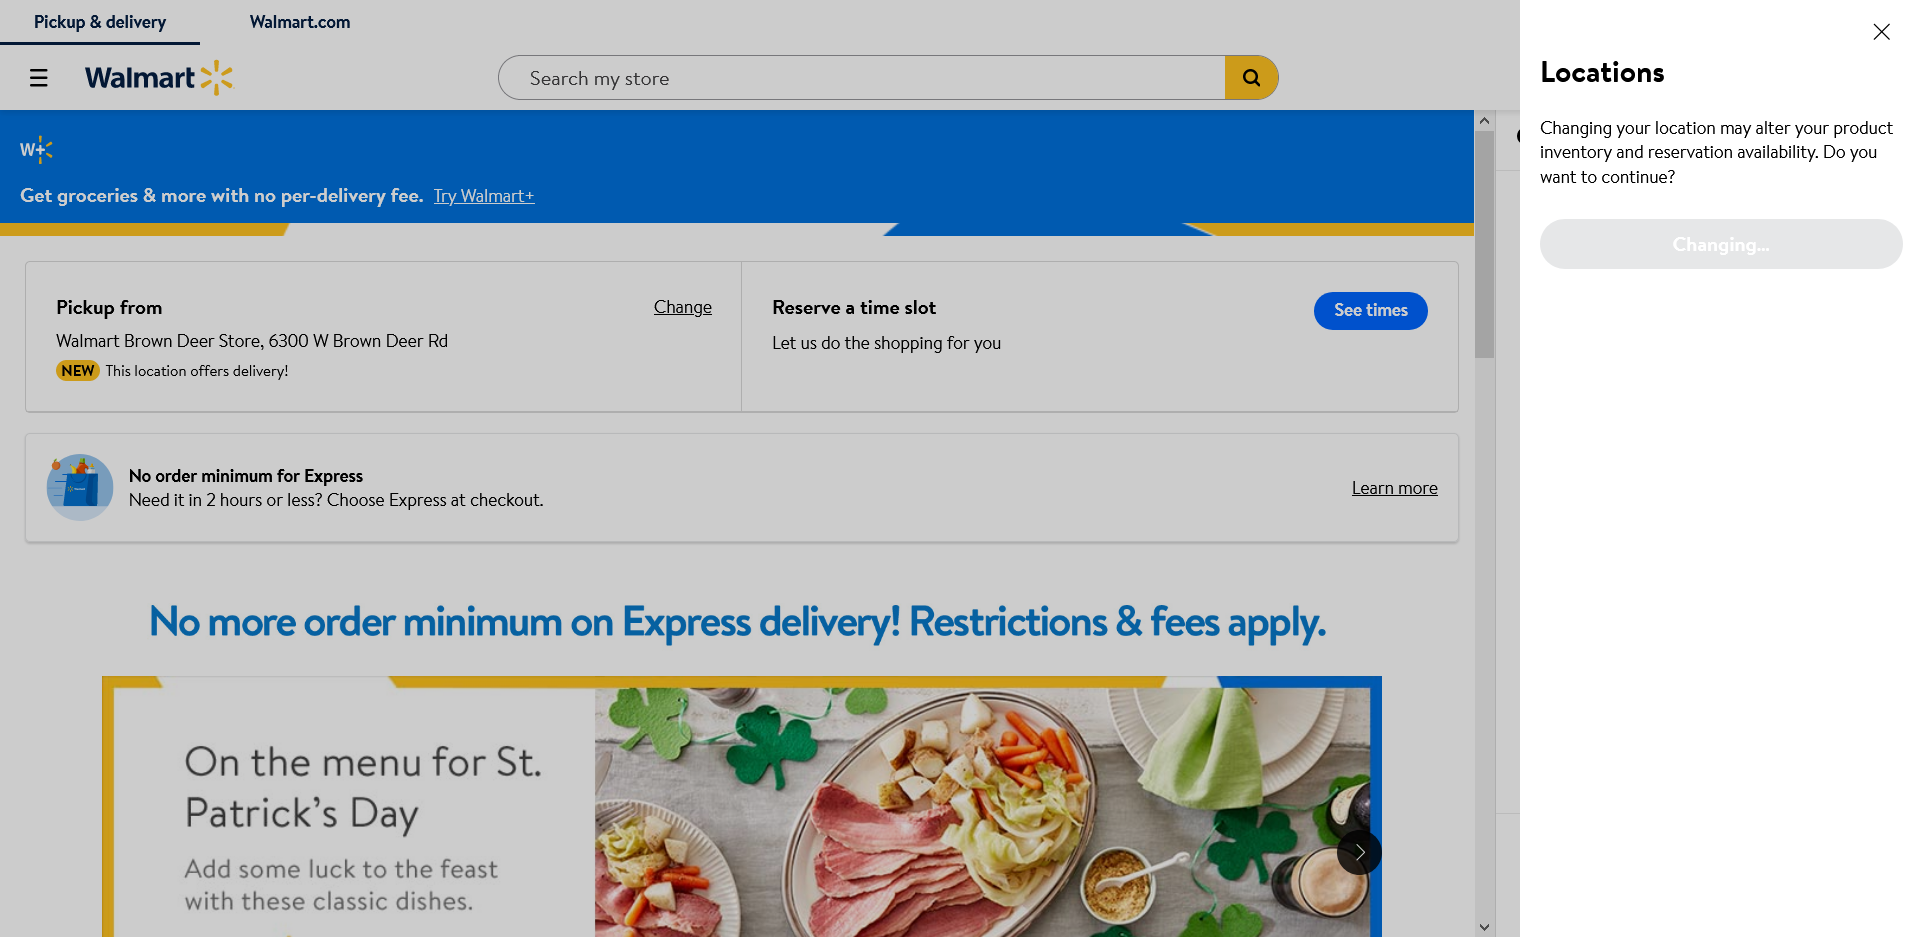 Pickup & delivery
Walmart.com
Walmart
Search my store
W+
Get groceries & more with no per-delivery fee. Try Walmart+
Pickup from
Change
Walmart Brown Deer Store, 6300 W Brown Deer Rd
NEW This location offers delivery!
Reserve a time slot
See times
Let us do the shopping for you
No order minimum for Express
Need it in 2 hours or less? Choose Express at checkout.
Learn more
No more order minimum on Express delivery! Restrictions & fees apply.
On the menu for St.
Patrick's Day
Add some luck to the feast
with these classic dishes.
Locations
Changing your location may alter your product
inventory and reservation availability. Do you
want to continue?
Changing...